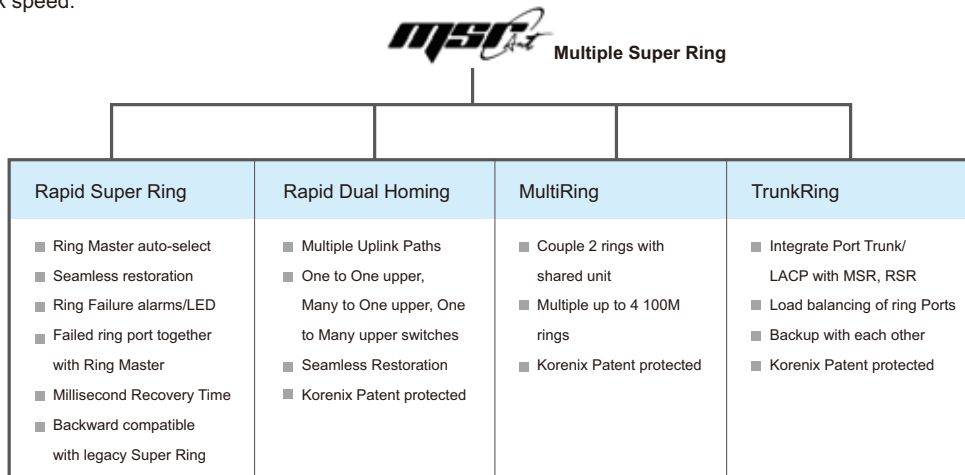 x speed.
msr Ant
Multiple Super Ring
Rapid Super Ring
Ring Master auto-select
Seamless restoration
Ring Failure alarms/LED
Failed ring port together
with Ring Master
Millisecond Recovery Time
Backward compatible
with legacy Super Ring
Rapid Dual Homing
Multiple Uplink Paths
One to One upper,
Many to One upper, One
to Many upper switches
Seamless Restoration
Korenix Patent protected
MultiRing
Couple 2 rings with
shared unit
Multiple up to 4 100M
rings
Korenix Patent protected
TrunkRing
Integrate Port Trunk/
LACP with MSR, RSR
Load balancing of ring Ports
Backup with each other
Korenix Patent protected